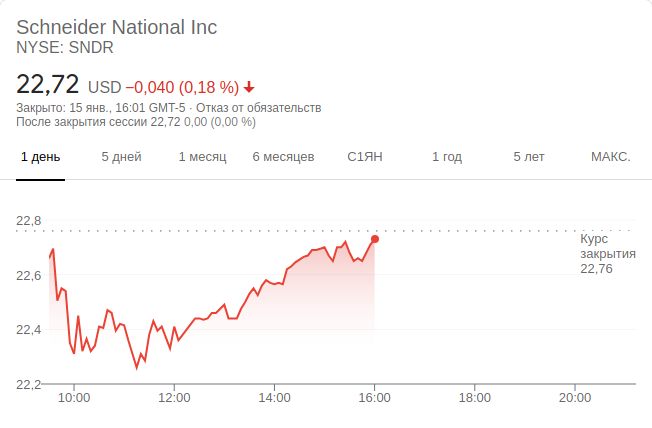 Schneider National Inc
NYSE: SNDR
22,72 USD −0,040 (0,18 %)
Закрыто: 15 янв., 16:01 GMT-5 · Отказ от обязательств
После закрытия сессии 22,72 0,00 (0,00 %)
1 день 5 дней 1 месяц 6 месяцев С1ЯН 1 год 5 лет МАКС.
22,8
Курс
закрытия
22,76
22,6
22,4
22,2
10:00 12:00 14:00 16:00 18:00 20:00